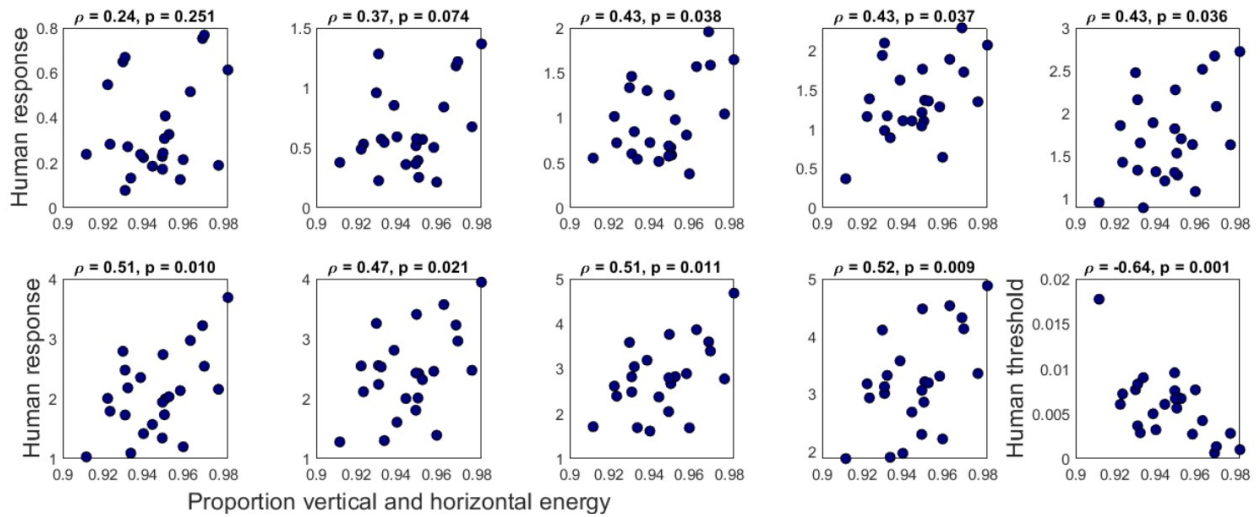 ρ = 0.24, p = 0.251
ρ = 0.37, p = 0.074
ρ = 0.43, p = 0.038
ρ = 0.43, p = 0.037
ρ = 0.43, p = 0.036
Human response
0.8
0.6
0.4
0.2
0
0.9 0.92 0.94 0.96 0.98
2
1.5
1
0.5
0
0.9 0.92 0.94 0.96 0.98
2
1.5
1
0.5
0
0.9 0.92 0.94 0.96 0.98
2
1.5
1
0.5
0
0.9 0.92 0.94 0.96 0.98
3
2.5
2
1.5
1
0.9 0.92 0.94 0.96 0.98
ρ = 0.51, p = 0.010
ρ = 0.47, p = 0.021
ρ = 0.51, p = 0.011
ρ = 0.52, p = 0.009
ρ = -0.64, p = 0.001
Human response
4
3
2
1
0.9 0.92 0.94 0.96 0.98
4
3
2
1
0.9 0.92 0.94 0.96 0.98
5
4
3
2
1
0.9 0.92 0.94 0.96 0.98
5
4
3
2
0.9 0.92 0.94 0.96 0.98
Human threshold
0.02
0.015
0.01
0.005
0
0.9 0.92 0.94 0.96 0.98
Proportion vertical and horizontal energy